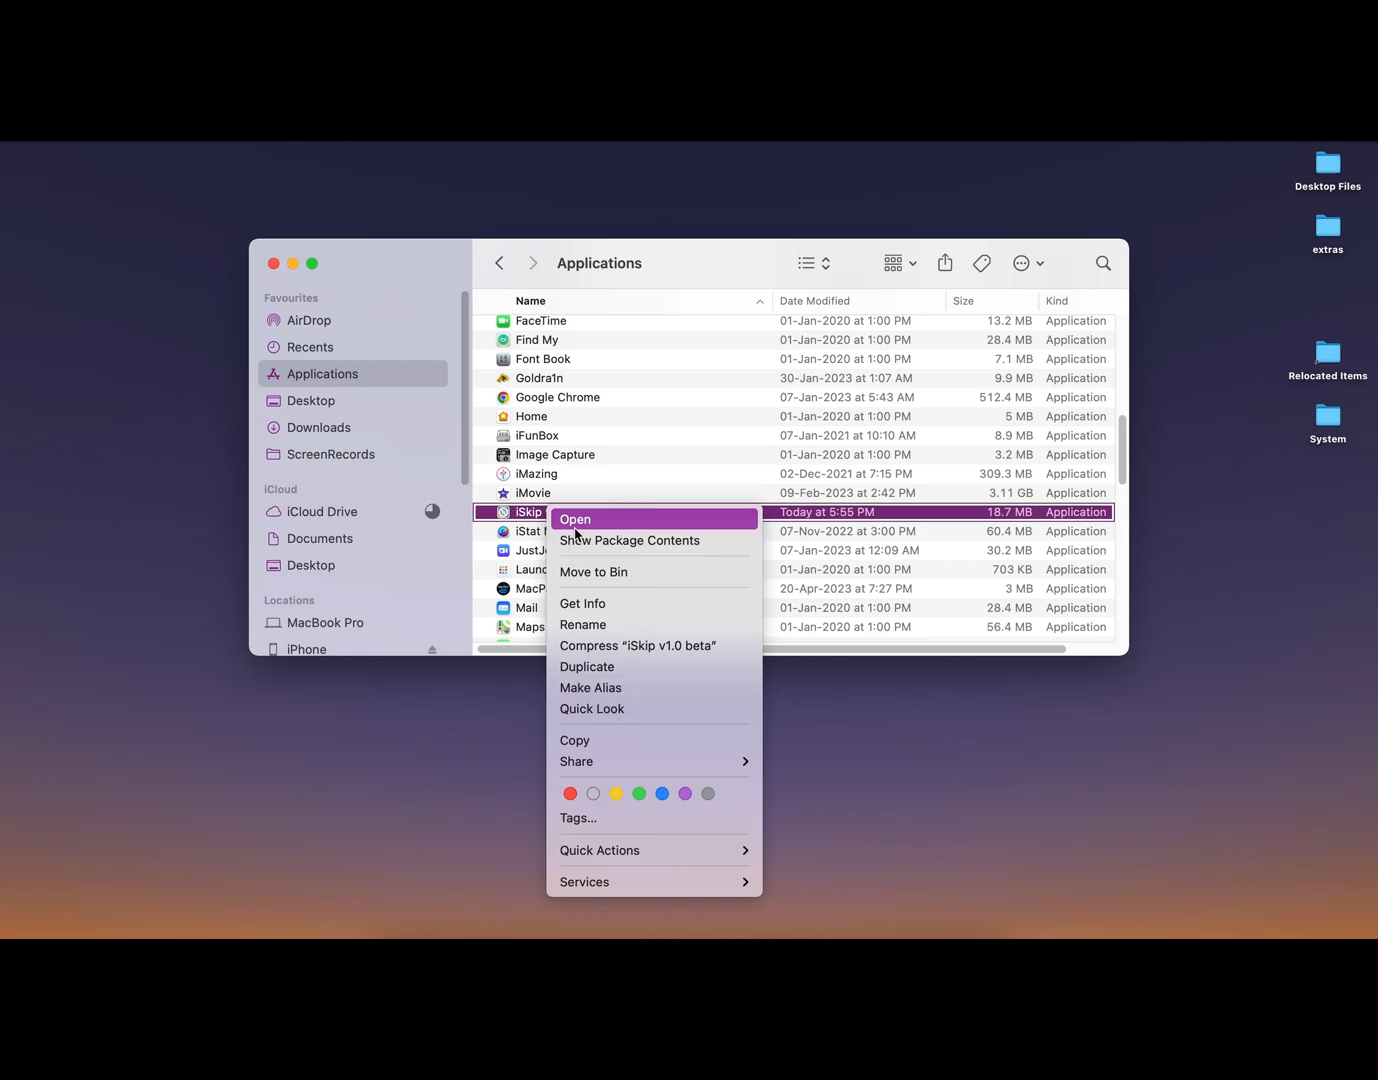 Desktop Files
extras
Relocated Items
System
Applications
Favourites
AirDrop
Recents
Applications
Desktop
Downloads
ScreenRecords
iCloud
iCloud Drive
Documents
Desktop
Locations
MacBook Pro
iPhone
Name Date Modified Size Kind
FaceTime 01-Jan-2020 at 1:00 PM 13.2 MB Application
Find My 01-Jan-2020 at 1:00 PM 28.4 MB Application
Font Book 01-Jan-2020 at 1:00 PM 7.1 MB Application
Goldra1n 30-Jan-2023 at 1:07 AM 9.9 MB Application
Google Chrome 07-Jan-2023 at 5:43 AM 512.4 MB Application
Home 01-Jan-2020 at 1:00 PM 5 MB Application
iFunBox 07-Jan-2021 at 10:10 AM 8.9 MB Application
Image Capture 01-Jan-2020 at 1:00 PM 3.2 MB Application
iMazing 02-Dec-2021 at 7:15 PM 309.3 MB Application
iMovie 09-Feb-2023 at 2:42 PM 3.11 GB Application
iSkip Today at 5:55 PM 18.7 MB Application
iStat 07-Nov-2022 at 3:00 PM 60.4 MB Application
07-Jan-2023 at 12:09 AM 30.2 MB Application
01-Jan-2020 at 1:00 PM 703 KB Application
20-Apr-2023 at 7:27 PM 3 MB Application
Mail 01-Jan-2020 at 1:00 PM 28.4 MB Application
Maps 01-Jan-2020 at 1:00 PM 56.4 MB Application
Open
Show Package Contents
Move to Bin
Get Info
Rename
Compress “iSkip v1.0 beta”
Duplicate
Make Alias
Quick Look
Copy
Share
Tags...
Quick Actions
Services